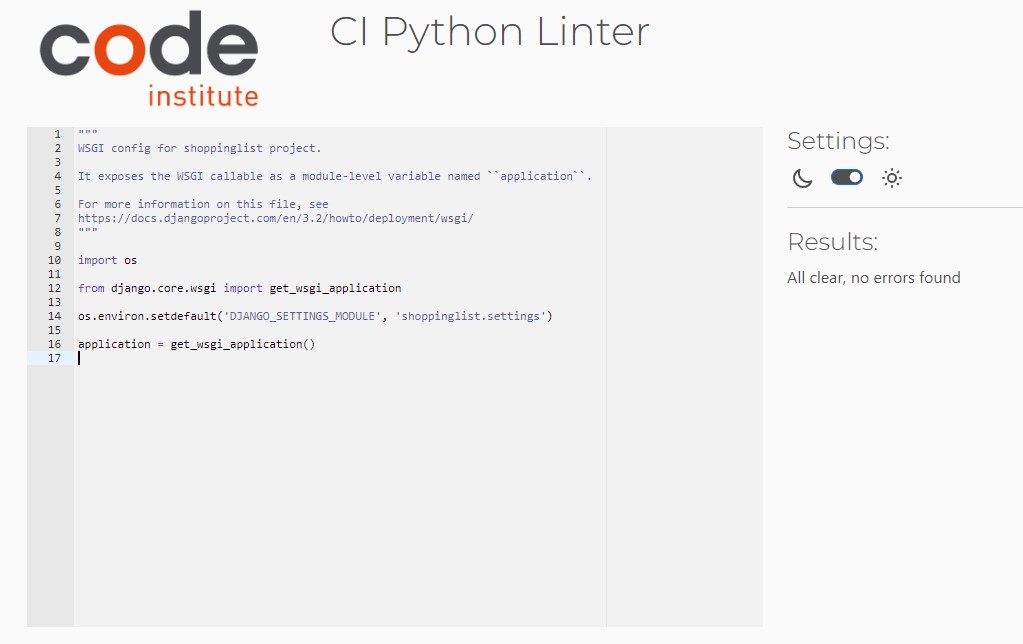 code
institute
CI Python Linter
1 """
2 WSGI config for shoppinglist project.
3
4 It exposes the WSGI callable as a module-level variable named ``application``.
5
6 For more information on this file, see
7 https://docs.djangoproject.com/en/3.2/howto/deployment/wsgi/
8 """
9
10 import os
11
12 from django.core.wsgi import get_wsgi_application
13
14 os.environ.setdefault('DJANGO_SETTINGS_MODULE', 'shoppinglist.settings')
15
16 application = get_wsgi_application()
17
Settings:
Results:
All clear, no errors found